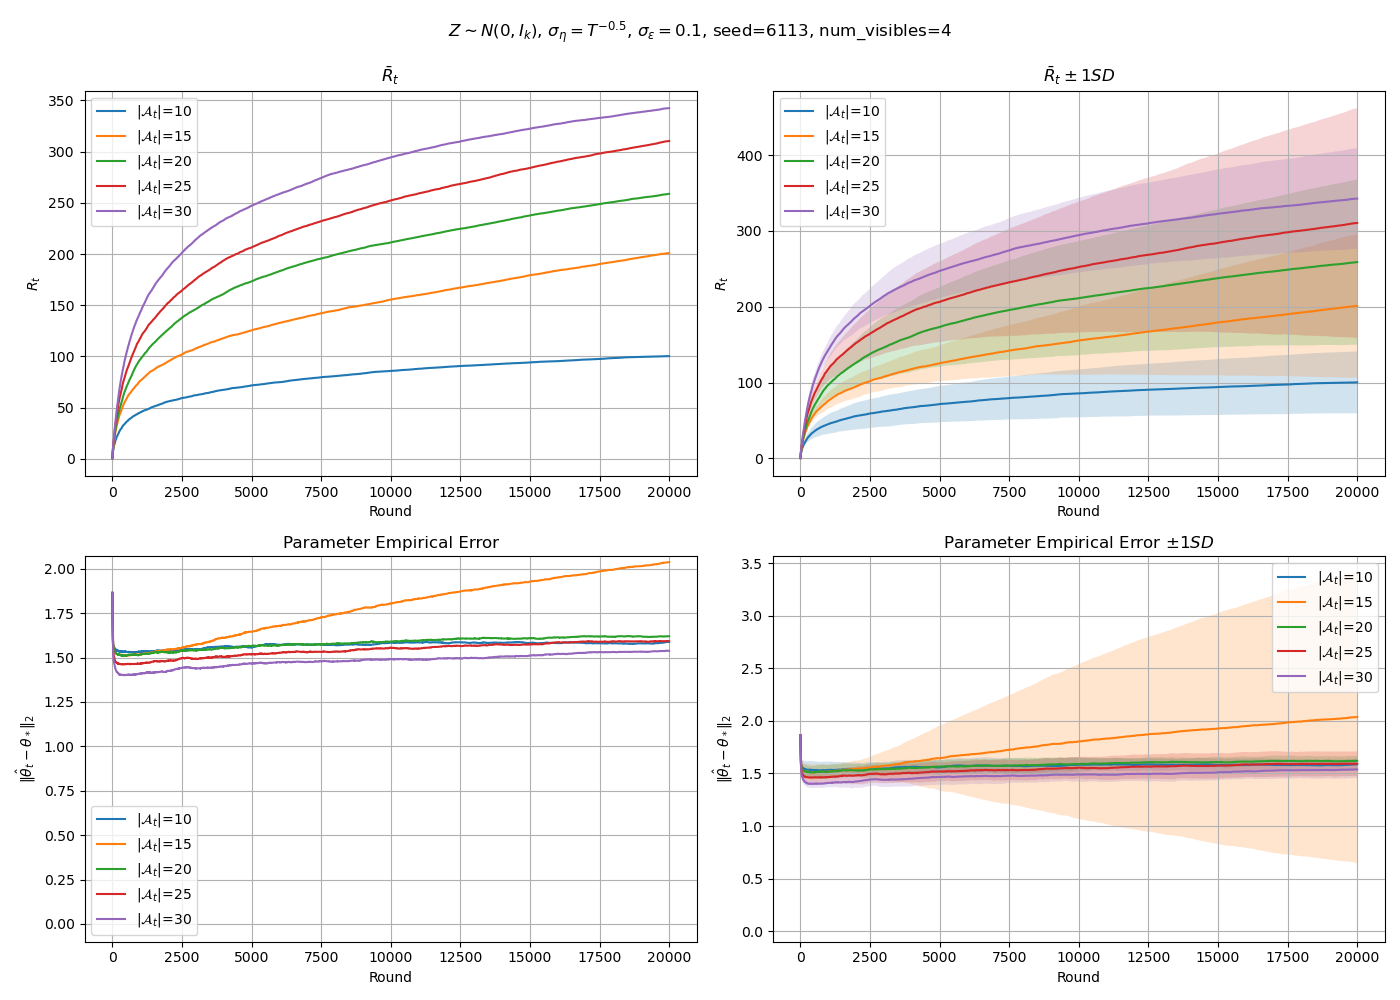 Z ∼ N(0, I_k), σ_η = T^{−0.5}, σ_ε = 0.1, seed=6113, num_visibles=4
R̄_t
350
300
250
200
150
100
50
0
R_t
|𝒜_t|=10
|𝒜_t|=15
|𝒜_t|=20
|𝒜_t|=25
|𝒜_t|=30
0 2500 5000 7500 10000 12500 15000 17500 20000
Round
R̄_t ± 1SD
400
300
200
100
0
R_t
|𝒜_t|=10
|𝒜_t|=15
|𝒜_t|=20
|𝒜_t|=25
|𝒜_t|=30
0 2500 5000 7500 10000 12500 15000 17500 20000
Round
Parameter Empirical Error
2.00
1.75
1.50
1.25
1.00
0.75
0.50
0.25
0.00
‖θ̂_t − θ_*‖_2
|𝒜_t|=10
|𝒜_t|=15
|𝒜_t|=20
|𝒜_t|=25
|𝒜_t|=30
0 2500 5000 7500 10000 12500 15000 17500 20000
Round
Parameter Empirical Error ±1SD
3.5
3.0
2.5
2.0
1.5
1.0
0.5
0.0
‖θ̂_t − θ_*‖_2
|𝒜_t|=10
|𝒜_t|=15
|𝒜_t|=20
|𝒜_t|=25
|𝒜_t|=30
0 2500 5000 7500 10000 12500 15000 17500 20000
Round